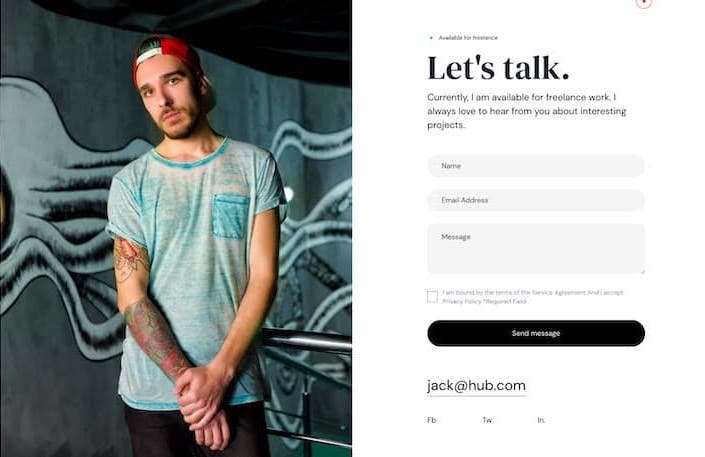 Available for freelance
Let's talk.
Currently, I am available for freelance work. I
always love to hear from you about interesting
projects.
Name
Email Address
Message
I am bound by the terms of the Service Agreement And I accept
Privacy Policy *Required Field
Send message
jack@hub.com
Fb.
Tw.
In.